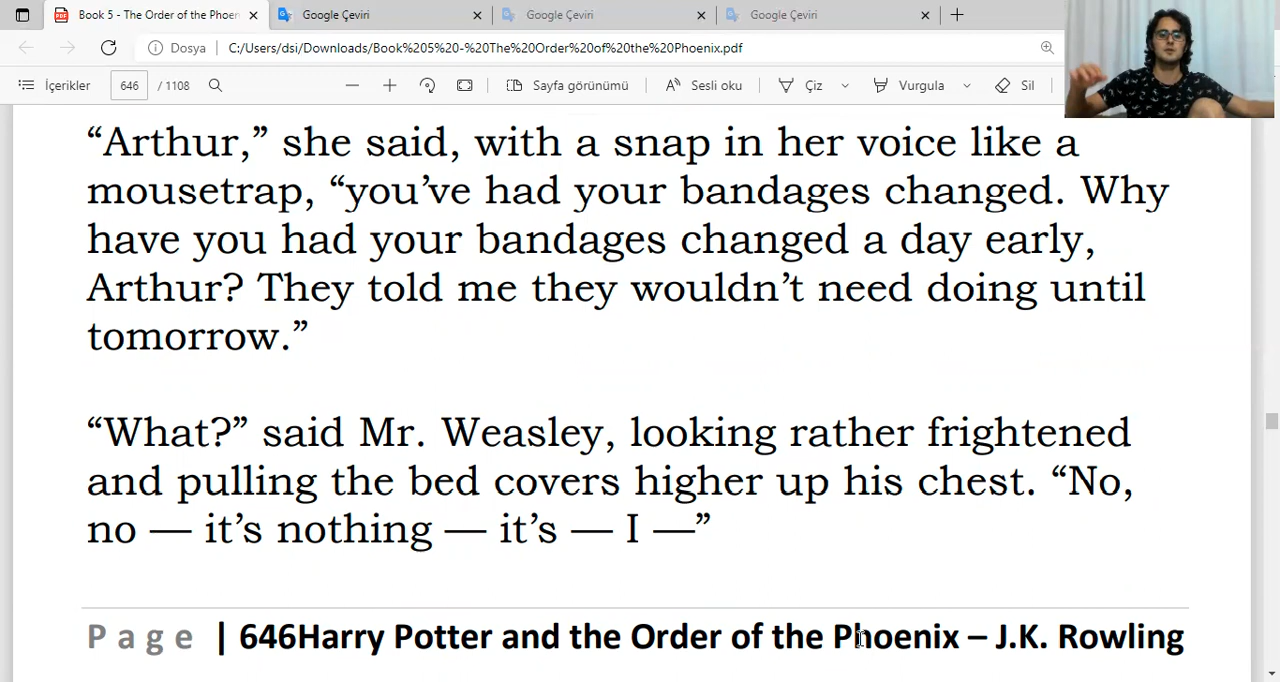 Book 5 - The Order of the Phoen
Google Çeviri
Google Çeviri
Google Çeviri
Dosya
C:/Users/dsi/Downloads/Book%205%20-%20The%20Order%20of%20the%20Phoenix.pdf
İçerikler
646
/ 1108
Sayfa görünümü
A
Sesli oku
Çiz
Vurgula
Sil
“Arthur,” she said, with a snap in her voice like a
mousetrap, “you’ve had your bandages changed. Why
have you had your bandages changed a day early,
Arthur? They told me they wouldn’t need doing until
tomorrow.”
“What?” said Mr. Weasley, looking rather frightened
and pulling the bed covers higher up his chest. “No,
no — it’s nothing — it’s — I —”
Page | 646Harry Potter and the Order of the Phoenix – J.K. Rowling